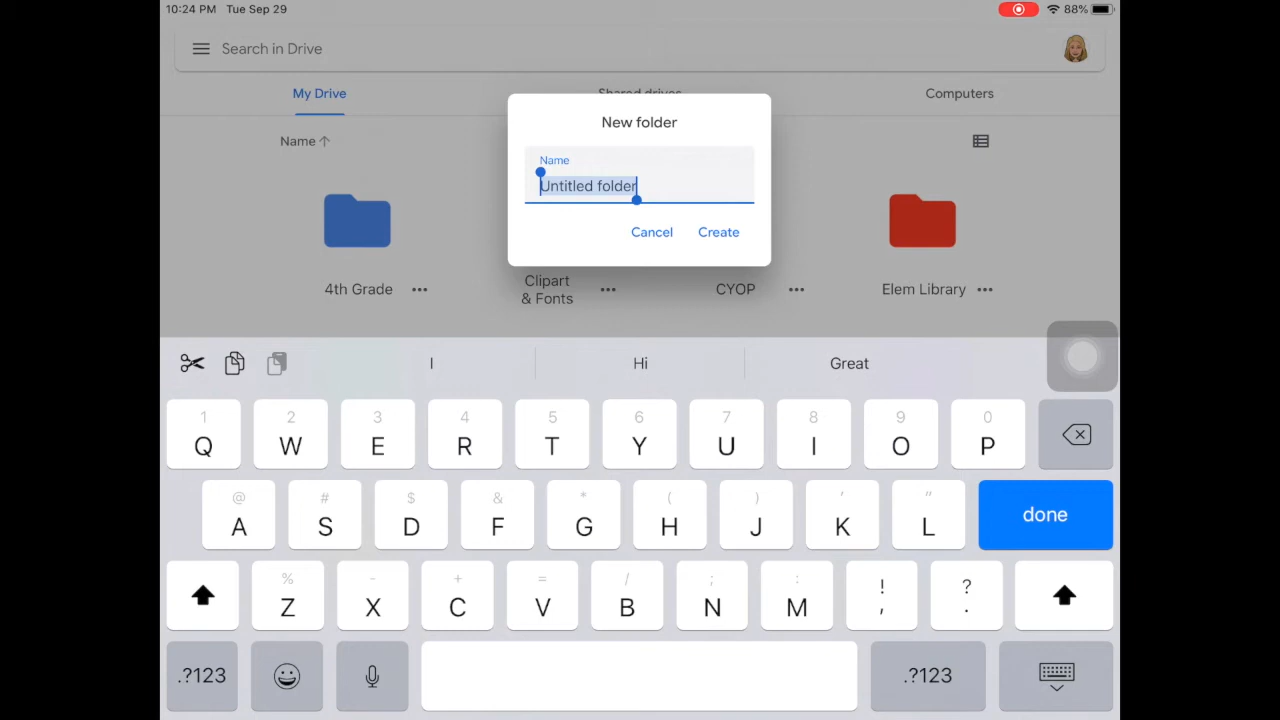 10:24 PM Tue Sep 29
88%
Search in Drive
My Drive
Shared drives
Computers
Name
New folder
Name
Untitled folder
Cancel
Create
4th Grade
Clipart
& Fonts
CYOP
Elem Library
I
Hi
Great
1 2 3 4 5 6 7 8 9 0
Q W E R T Y U I O P
@ # $ & * ( ) ' "
A S D F G H J K L
done
% - + = / ; : ! ?
Z X C V B N M , .
.?123
.?123